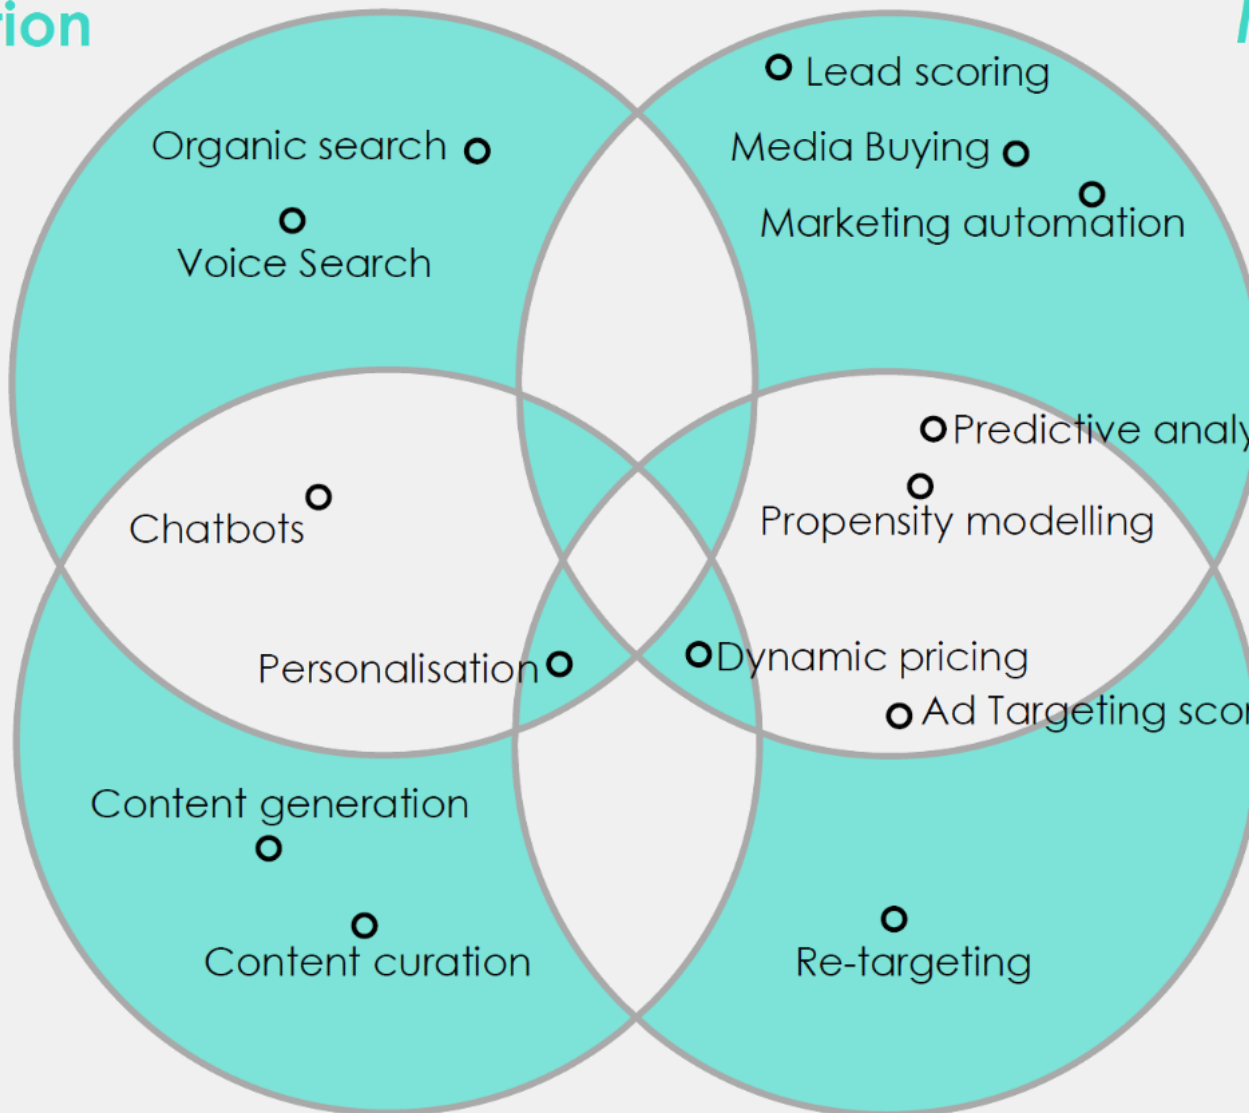 tion
Lead scoring
Organic search
Media Buying
Marketing automation
Voice Search
Predictive analy
Propensity modelling
Chatbots
Personalisation
Dynamic pricing
Ad Targeting scor
Content generation
Content curation
Re-targeting